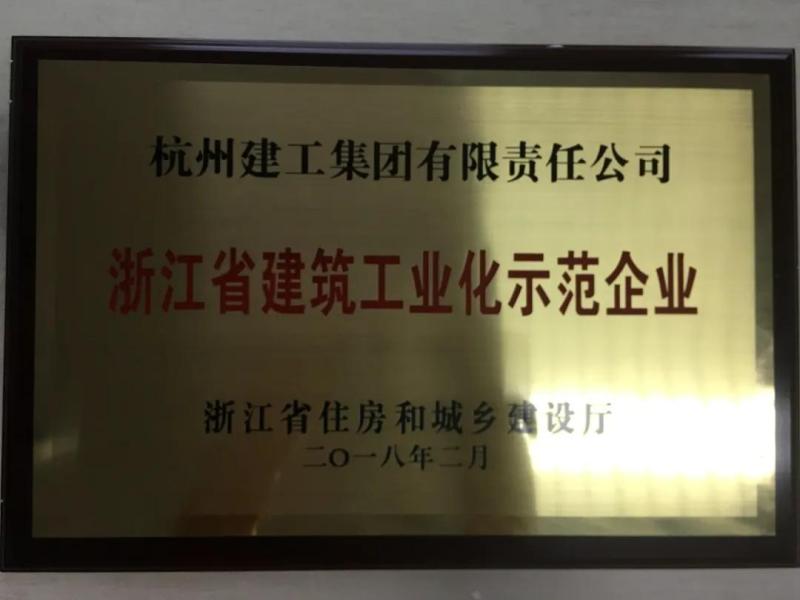 杭州建工集团有限责任公司
浙江省建筑工业化示范企业
浙江省住房和城乡建设厅
二〇一八年二月